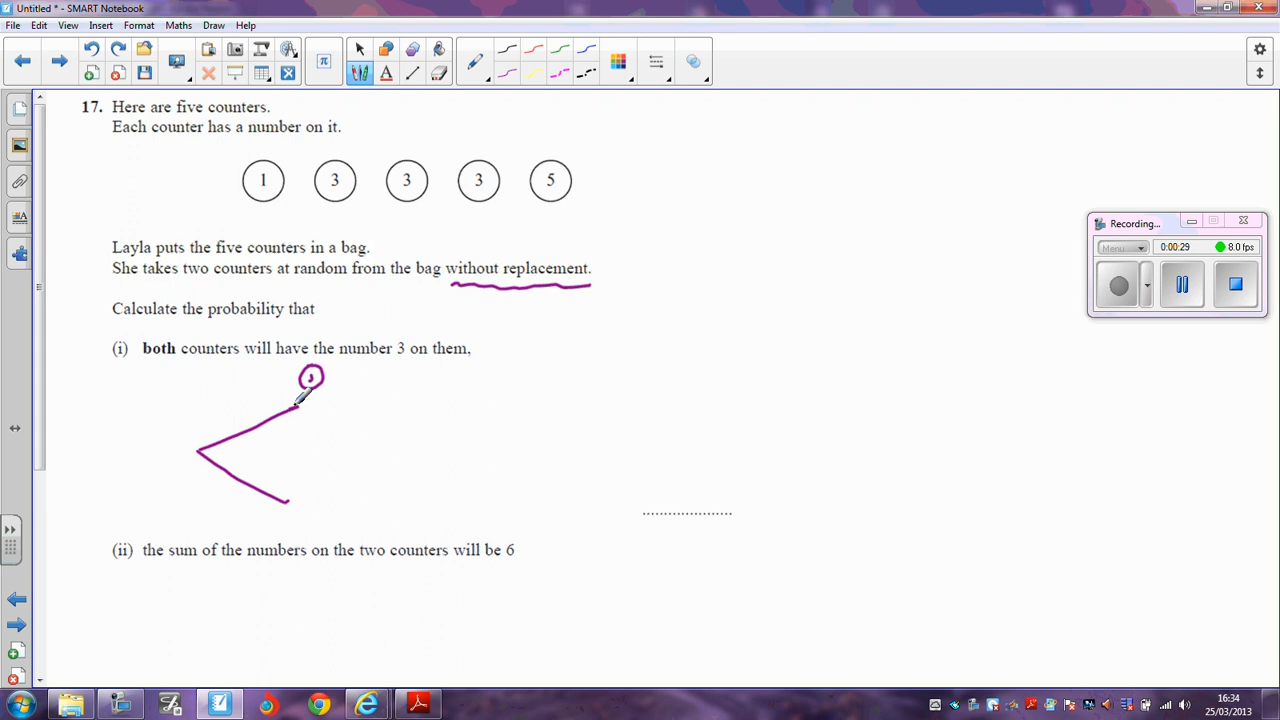 Untitled * - SMART Notebook
File Edit View Insert Format Maths Draw Help
17. Here are five counters.
Each counter has a number on it.
1 3 3 3 5
Layla puts the five counters in a bag.
She takes two counters at random from the bag without replacement.
Calculate the probability that
(i) both counters will have the number 3 on them,
.....................
(ii) the sum of the numbers on the two counters will be 6
Recording...
Menu 0:00:29 8.0 fps
16:34
25/03/2013